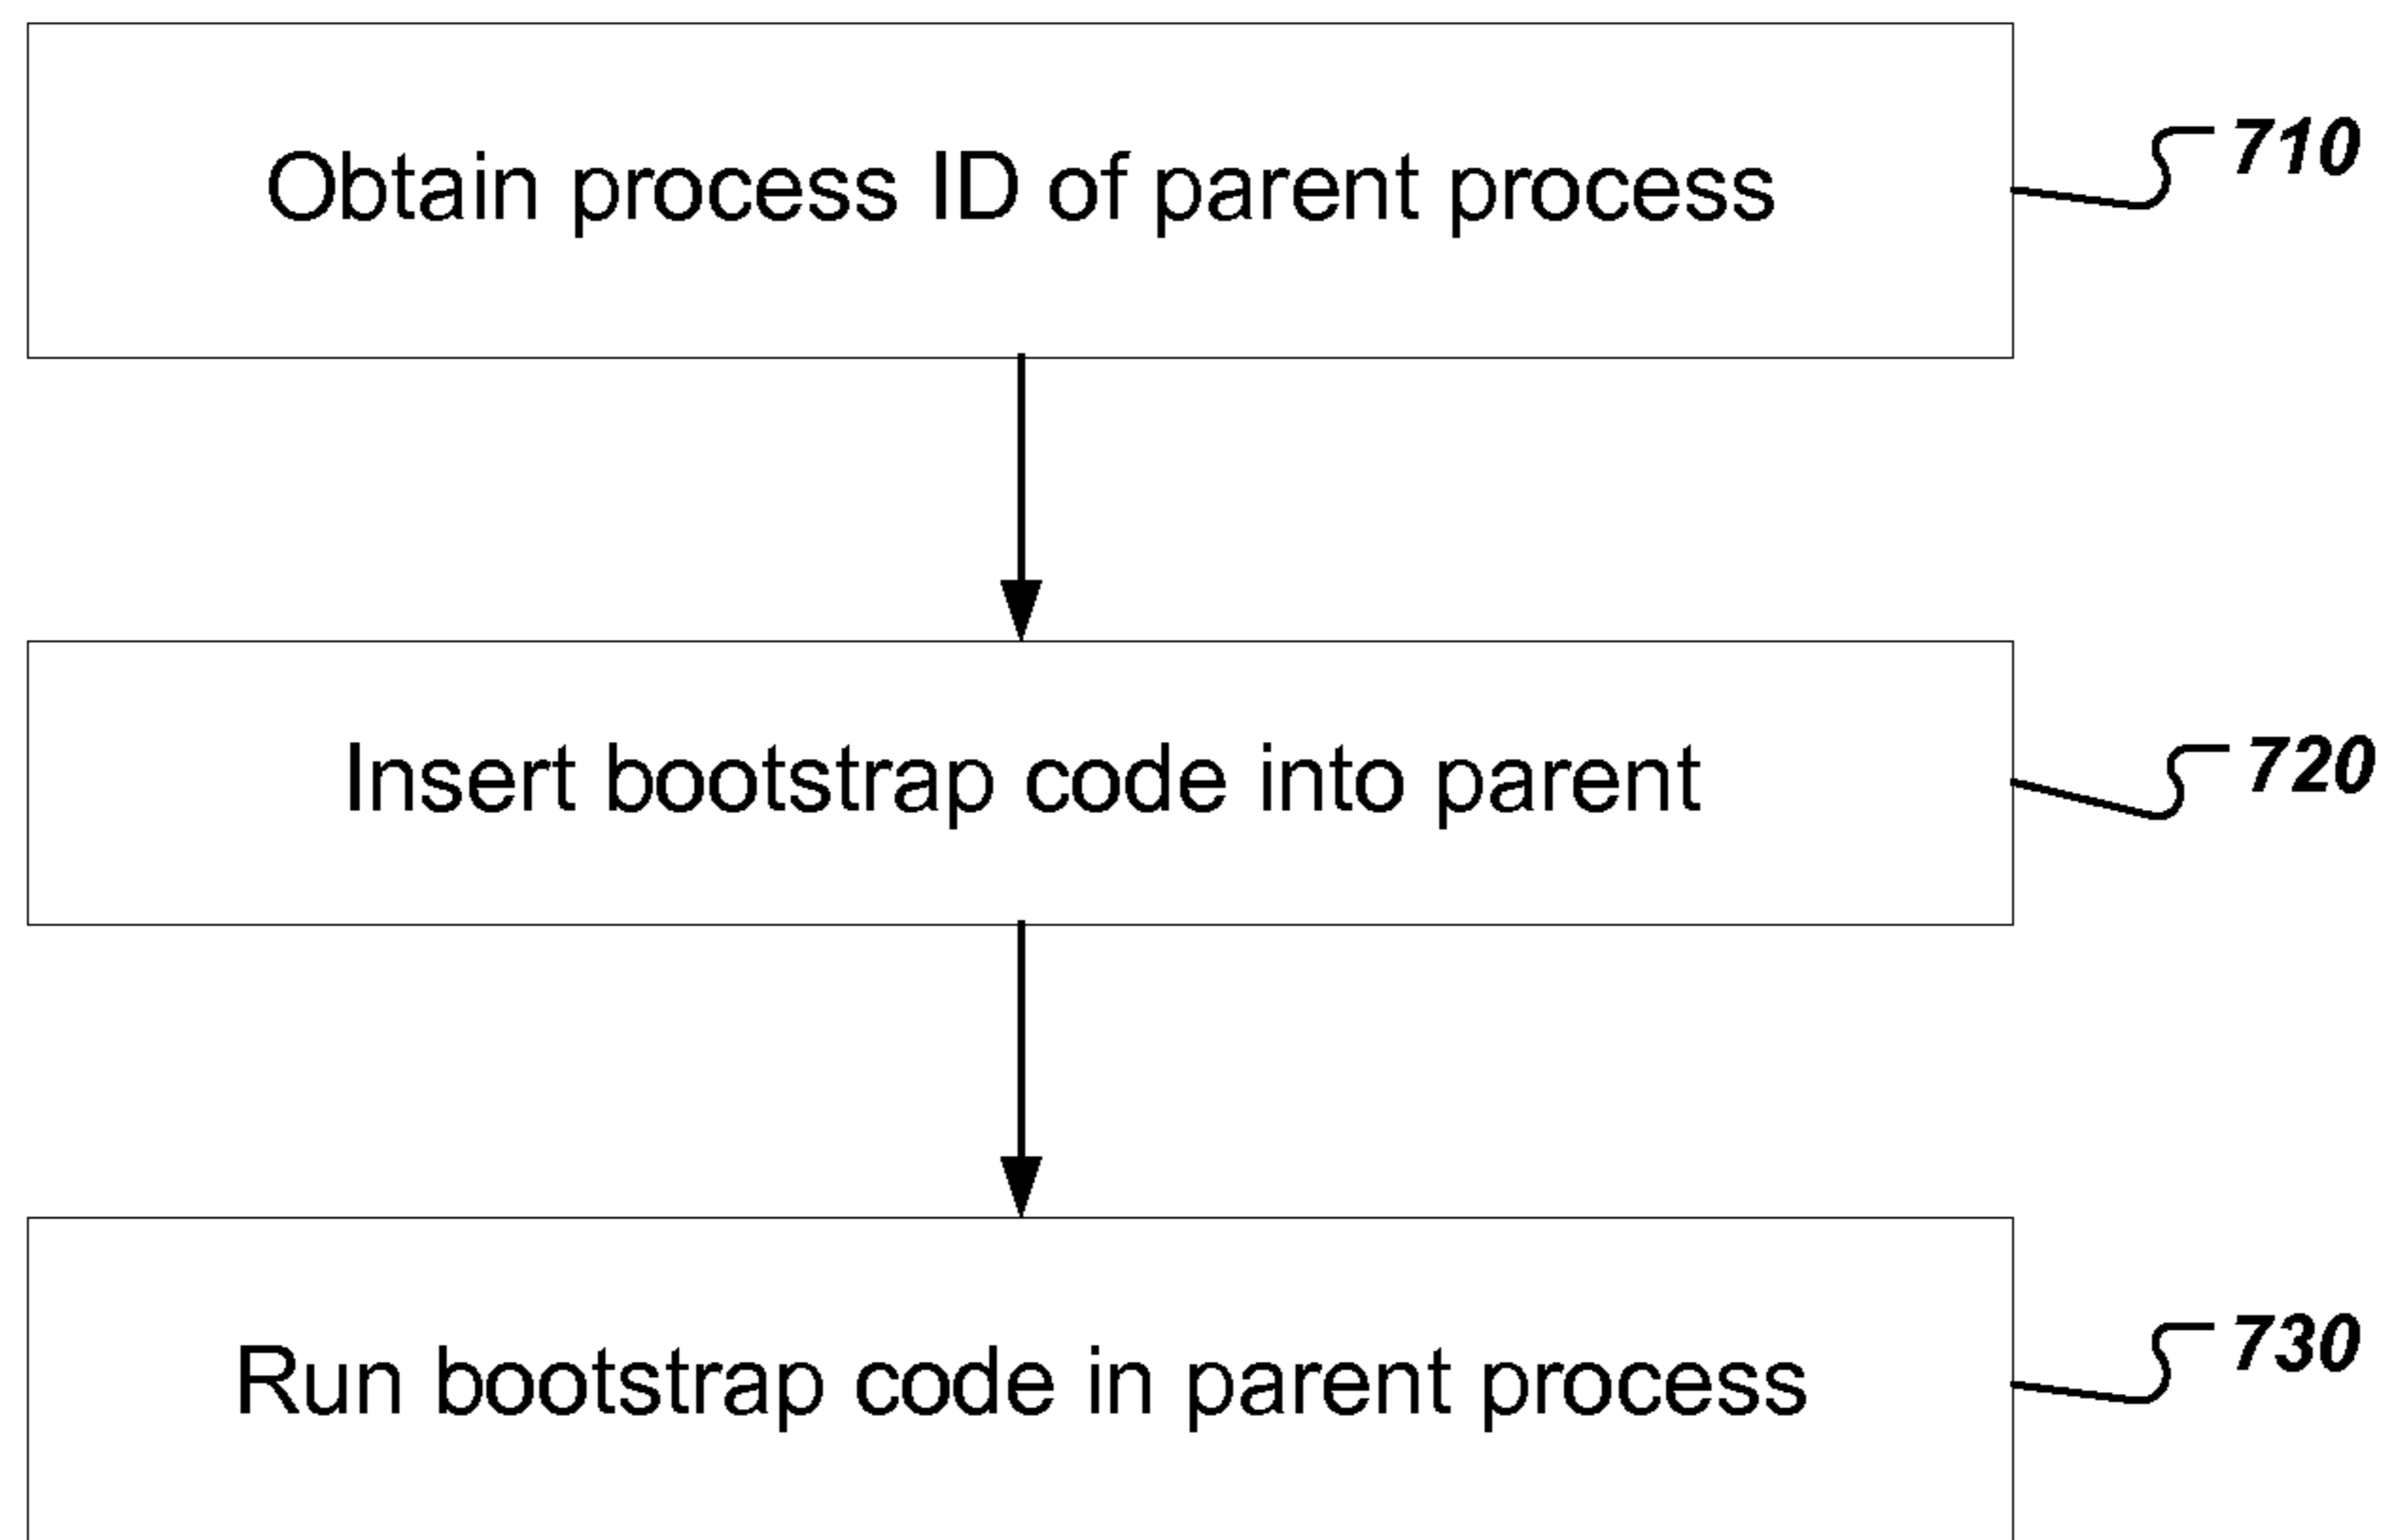 Obtain process ID of parent process
710
Insert bootstrap code into parent
720
Run bootstrap code in parent process
730